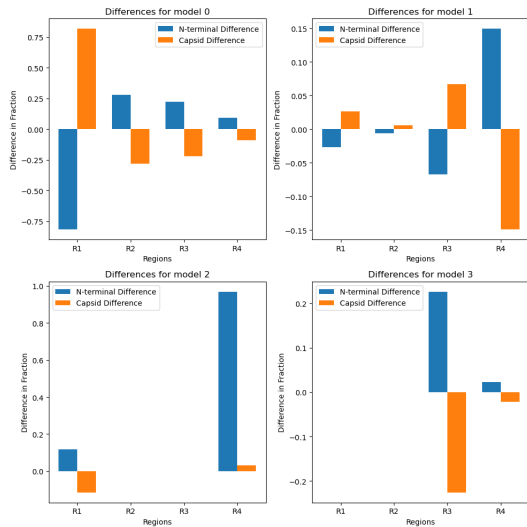 Differences for model 0
N-terminal Difference
Capsid Difference
0.75
0.50
0.25
0.00
−0.25
−0.50
−0.75
Difference in Fraction
R1 R2 R3 R4
Regions
Differences for model 1
N-terminal Difference
Capsid Difference
0.15
0.10
0.05
0.00
−0.05
−0.10
−0.15
Difference in Fraction
R1 R2 R3 R4
Regions
Differences for model 2
N-terminal Difference
Capsid Difference
1.0
0.8
0.6
0.4
0.2
0.0
Difference in Fraction
R1 R2 R3 R4
Regions
Differences for model 3
N-terminal Difference
Capsid Difference
0.2
0.1
0.0
−0.1
−0.2
Difference in Fraction
R1 R2 R3 R4
Regions